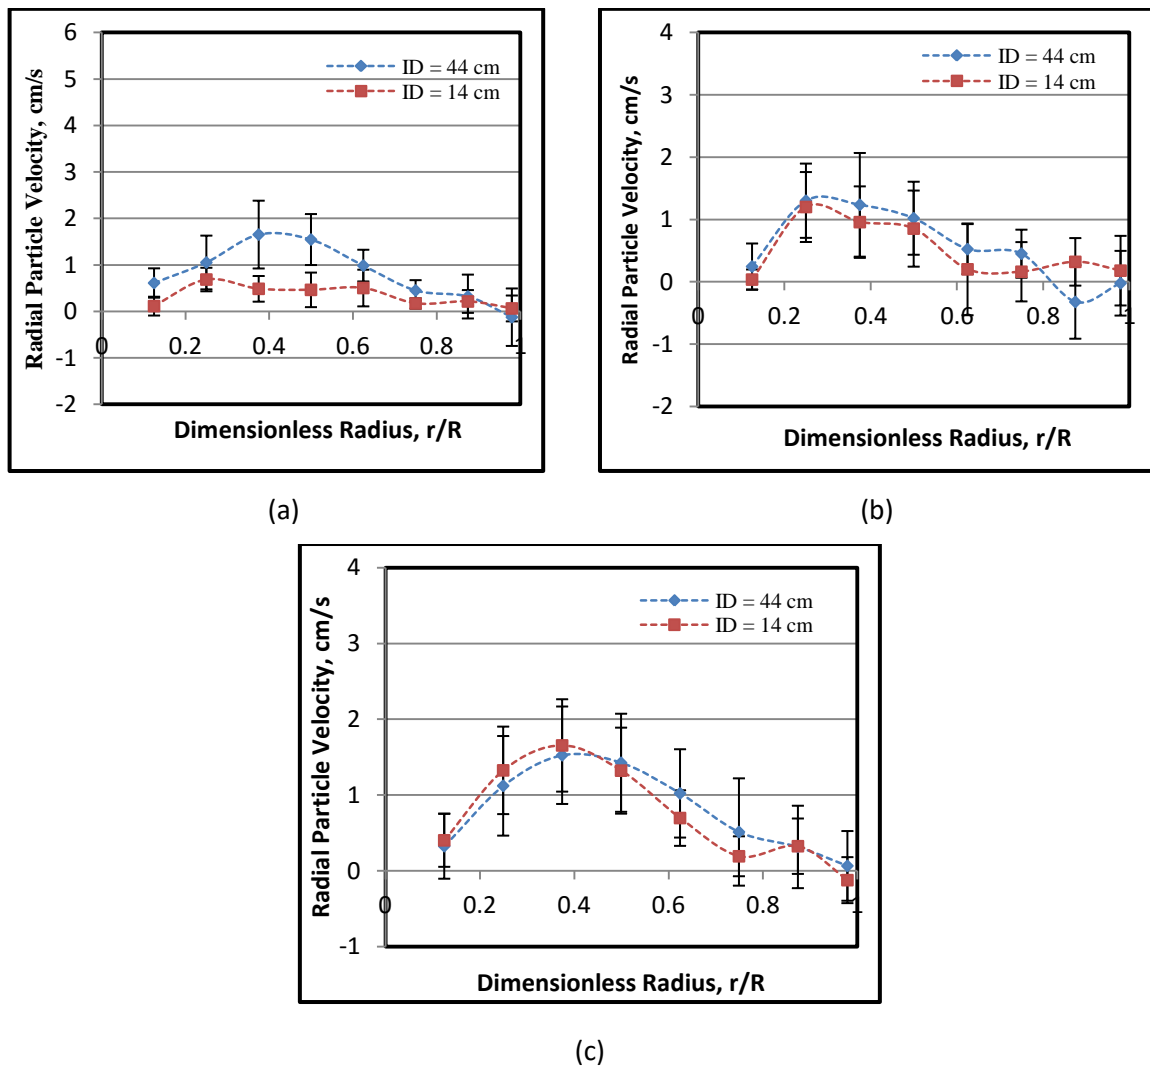 Radial Particle Velocity, cm/s
6
5
4
3
2
1
0
-1
-2
0
0.2
0.4
0.6
0.8
1
ID = 44 cm
ID = 14 cm
Dimensionless Radius, r/R
(a)
Radial Particle Velocity, cm/s
4
3
2
1
0
-1
-2
0
0.2
0.4
0.6
0.8
1
ID = 44 cm
ID = 14 cm
Dimensionless Radius, r/R
(b)
Radial Particle Velocity, cm/s
4
3
2
1
0
-1
0
0.2
0.4
0.6
0.8
1
ID = 44 cm
ID = 14 cm
Dimensionless Radius, r/R
(c)